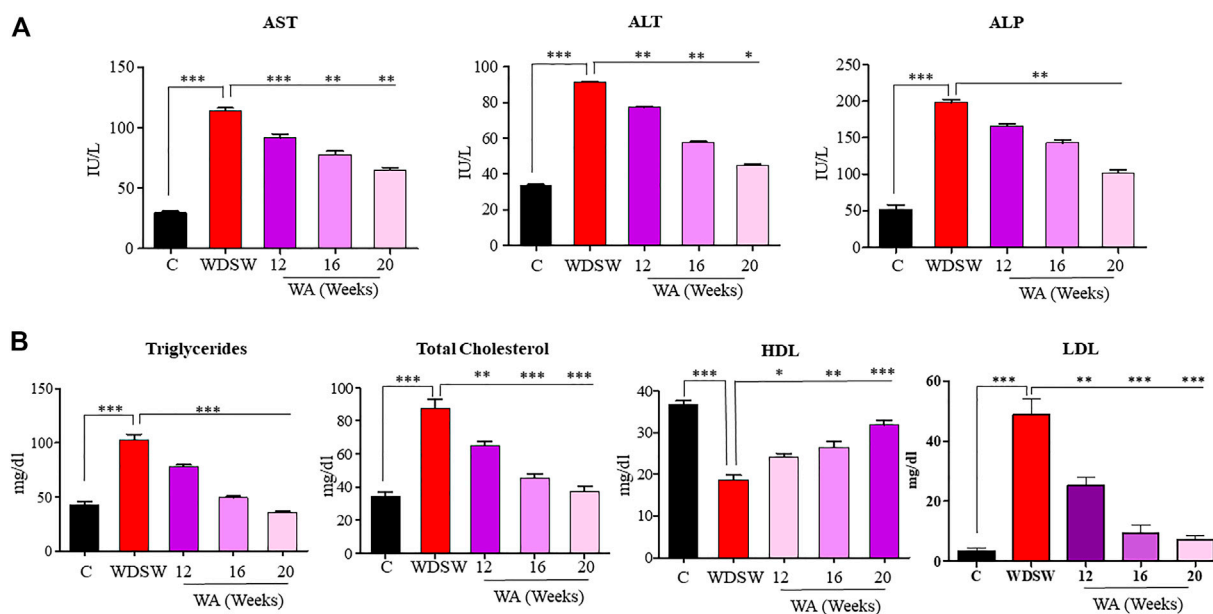 A
AST
ALT
ALP
*** *** ** **
*** ** ** *
*** **
150
100
50
0
IU/L
C WDSW 12 16 20
WA (Weeks)
100
80
60
40
20
0
IU/L
C WDSW 12 16 20
WA (Weeks)
250
200
150
100
50
0
IU/L
C WDSW 12 16 20
WA (Weeks)
B
Triglycerides
*** ***
150
100
50
0
mg/dl
C WDSW 12 16 20
WA (Weeks)
Total Cholesterol
*** ** *** ***
100
80
60
40
20
0
mg/dl
C WDSW 12 16 20
WA (Weeks)
HDL
*** * ** ***
40
30
20
10
0
mg/dl
C WDSW 12 16 20
WA (Weeks)
LDL
*** ** *** ***
60
40
20
0
mg/dl
C WDSW 12 16 20
WA (Weeks)